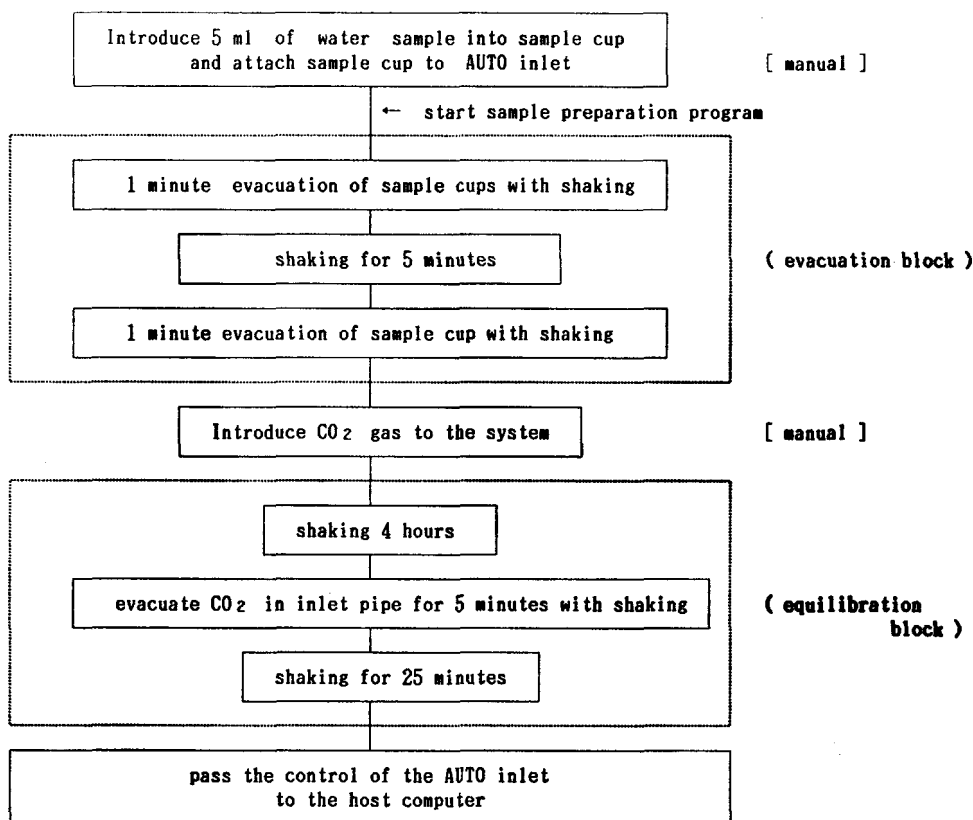 Introduce 5 ml of water sample into sample cup
and attach sample cup to AUTO inlet
[ manual ]
← start sample preparation program
1 minute evacuation of sample cups with shaking
shaking for 5 minutes
( evacuation block )
1 minute evacuation of sample cup with shaking
Introduce CO2 gas to the system
[ manual ]
shaking 4 hours
evacuate CO2 in inlet pipe for 5 minutes with shaking
( equilibration
block )
shaking for 25 minutes
pass the control of the AUTO inlet
to the host computer